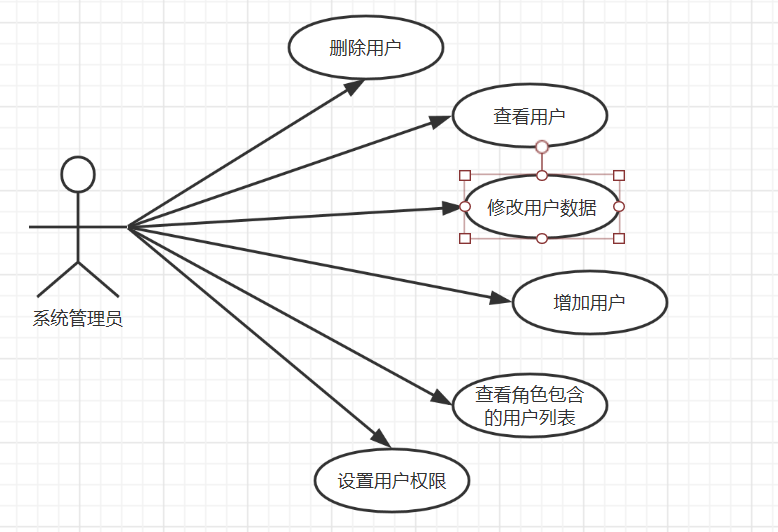 删除用户
查看用户
修改用户数据
增加用户
系统管理员
查看角色包含
的用户列表
设置用户权限